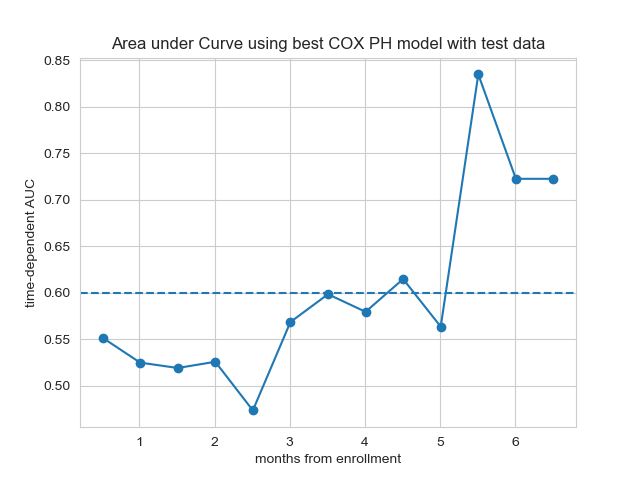 Area under Curve using best COX PH model with test data
0.85
0.80
0.75
0.70
0.65
0.60
0.55
0.50
time-dependent AUC
1 2 3 4 5 6
months from enrollment